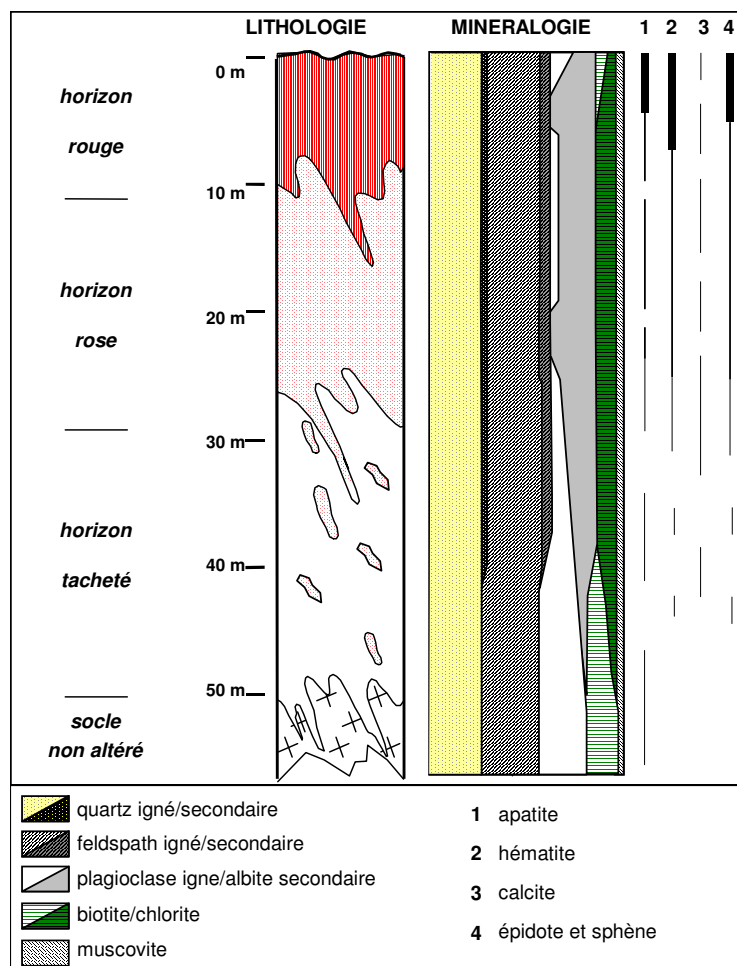 LITHOLOGIE MINERALOGIE 1 2 3 4
0 m
horizon
rouge
10 m
horizon
20 m
rose
30 m
horizon
40 m
tacheté
50 m
socle
non altéré
quartz igné/secondaire
feldspath igné/secondaire
plagioclase igne/albite secondaire
biotite/chlorite
muscovite
1 apatite
2 hématite
3 calcite
4 épidote et sphène